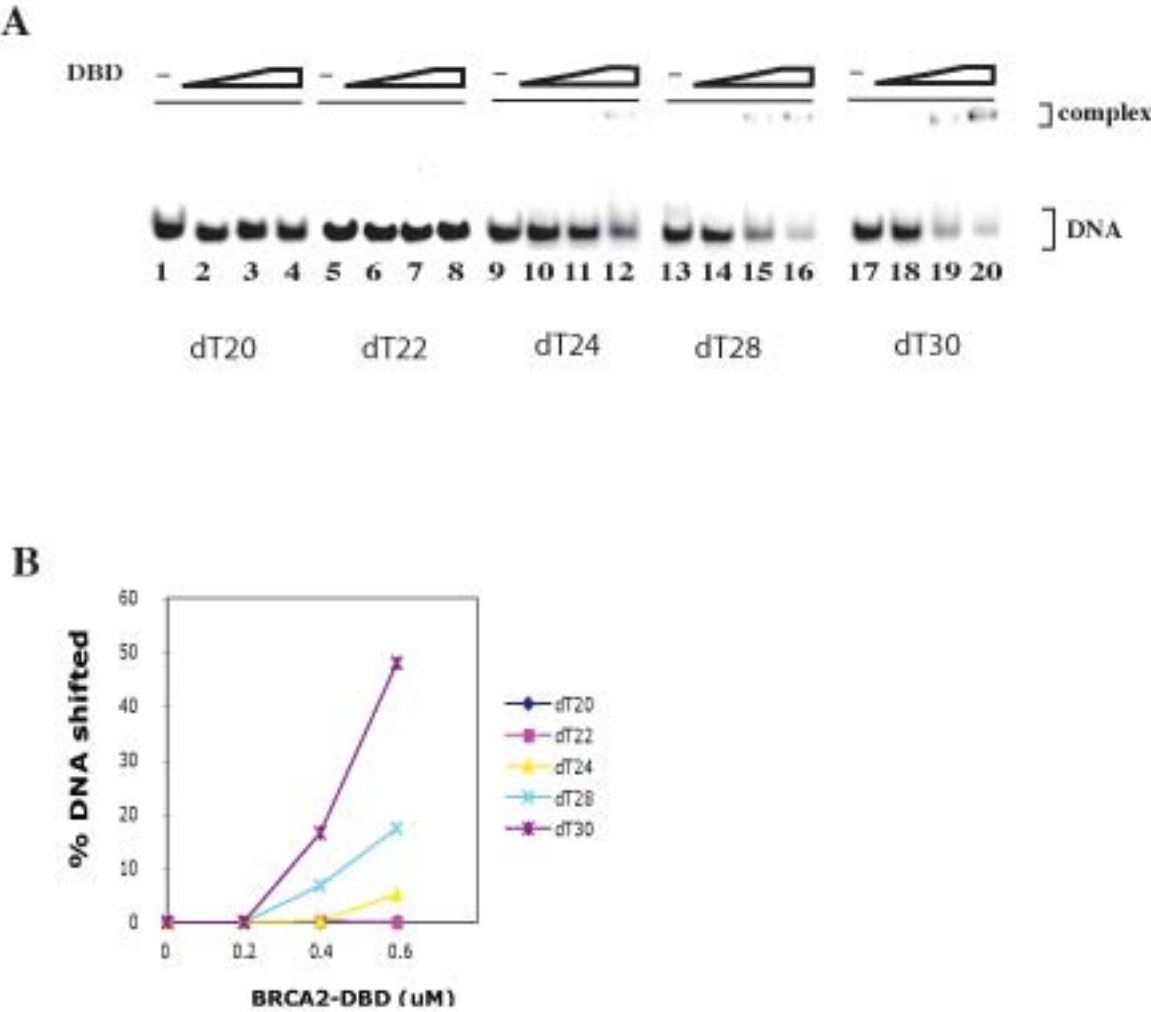 A
DBD – – – – –
complex
DNA
1 2 3 4 5 6 7 8 9 10 11 12 13 14 15 16 17 18 19 20
dT20 dT22 dT24 dT28 dT30
B
60
50
40
30
20
10
0
% DNA shifted
dT20
dT22
dT24
dT28
dT30
0 0.2 0.4 0.6
BRCA2-DBD (uM)